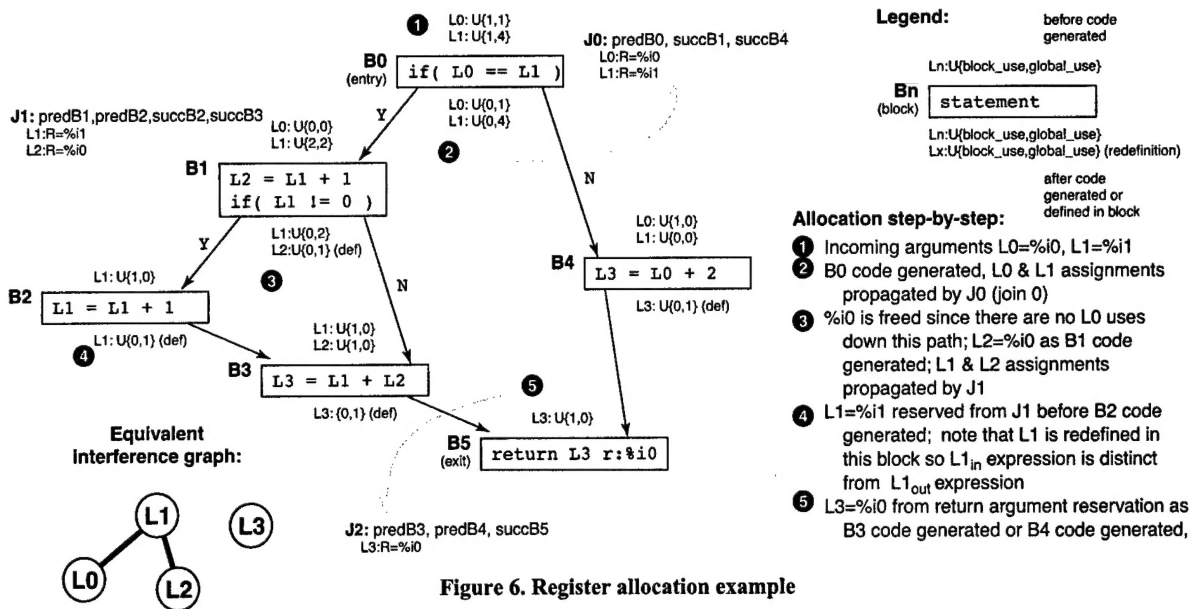 1
L0: U{1,1}
L1: U{1,4}
B0
(entry)
if( L0 == L1 )
J0: predB0, succB1, succB4
L0:R=%i0
L1:R=%i1
L0: U{0,1}
L1: U{0,4}
2
Y
N
J1: predB1,predB2,succB2,succB3
L1:R=%i1
L2:R=%i0
L0: U{0,0}
L1: U{2,2}
B1
L2 = L1 + 1
if( L1 != 0 )
L1:U{0,2}
L2:U{0,1} (def)
3
Y
N
L1: U{1,0}
B2
L1 = L1 + 1
L1: U{0,1} (def)
4
L1: U{1,0}
L2: U{1,0}
B3
L3 = L1 + L2
L3: {0,1} (def)
L0: U{1,0}
L1: U{0,0}
B4
L3 = L0 + 2
L3: U{0,1} (def)
5
L3: U{1,0}
B5
(exit)
return L3 r:%i0
J2: predB3, predB4, succB5
L3:R=%i0
Equivalent
interference graph:
L1
L3
L0
L2
Legend:
before code
generated
Ln:U{block_use,global_use}
Bn
(block)
statement
Ln:U{block_use,global_use}
Lx:U{block_use,global_use} (redefinition)
after code
generated or
defined in block
Allocation step-by-step:
1 Incoming arguments L0=%i0, L1=%i1
2 B0 code generated, L0 & L1 assignments
propagated by J0 (join 0)
3 %i0 is freed since there are no L0 uses
down this path; L2=%i0 as B1 code
generated; L1 & L2 assignments
propagated by J1
4 L1=%i1 reserved from J1 before B2 code
generated; note that L1 is redefined in
this block so L1in expression is distinct
from L1out expression
5 L3=%i0 from return argument reservation as
B3 code generated or B4 code generated,
Figure 6. Register allocation example